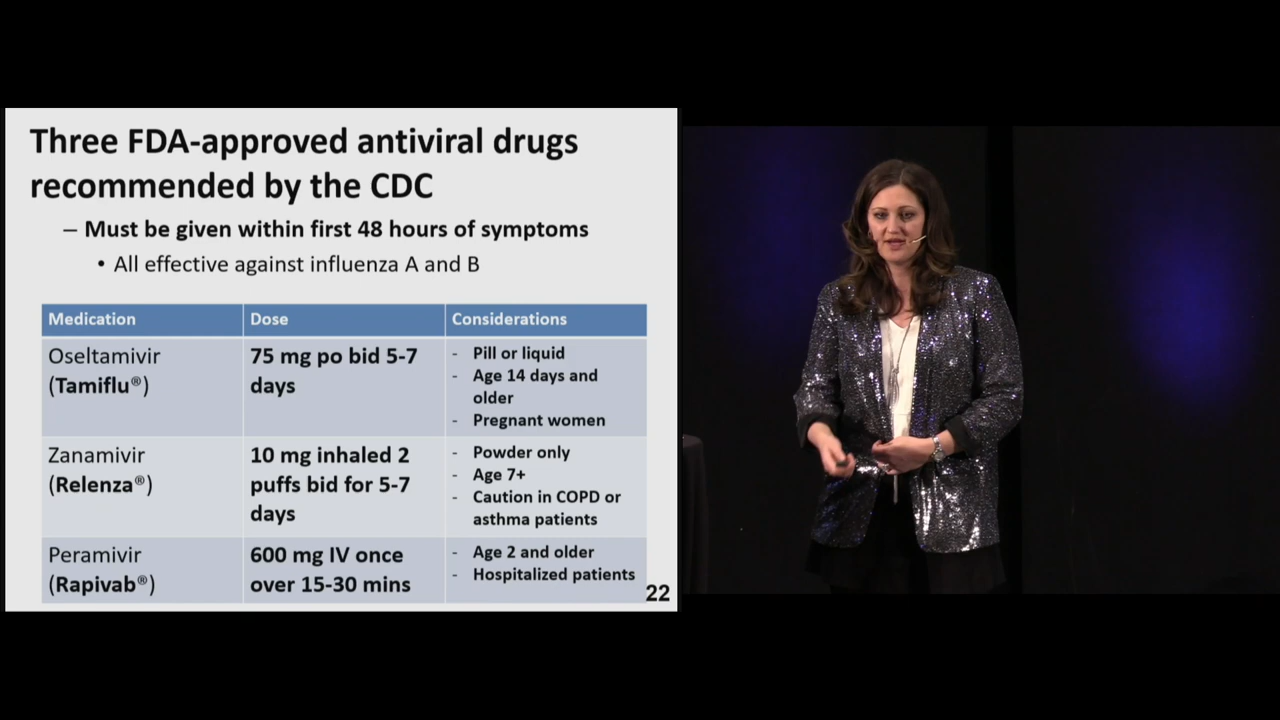 Three FDA-approved antiviral drugs
recommended by the CDC
– Must be given within first 48 hours of symptoms
• All effective against influenza A and B
Medication
Dose
Considerations
Oseltamivir
(Tamiflu®)
75 mg po bid 5-7
days
- Pill or liquid
- Age 14 days and
older
- Pregnant women
Zanamivir
(Relenza®)
10 mg inhaled 2
puffs bid for 5-7
days
- Powder only
- Age 7+
- Caution in COPD or
asthma patients
Peramivir
(Rapivab®)
600 mg IV once
over 15-30 mins
- Age 2 and older
- Hospitalized patients
22